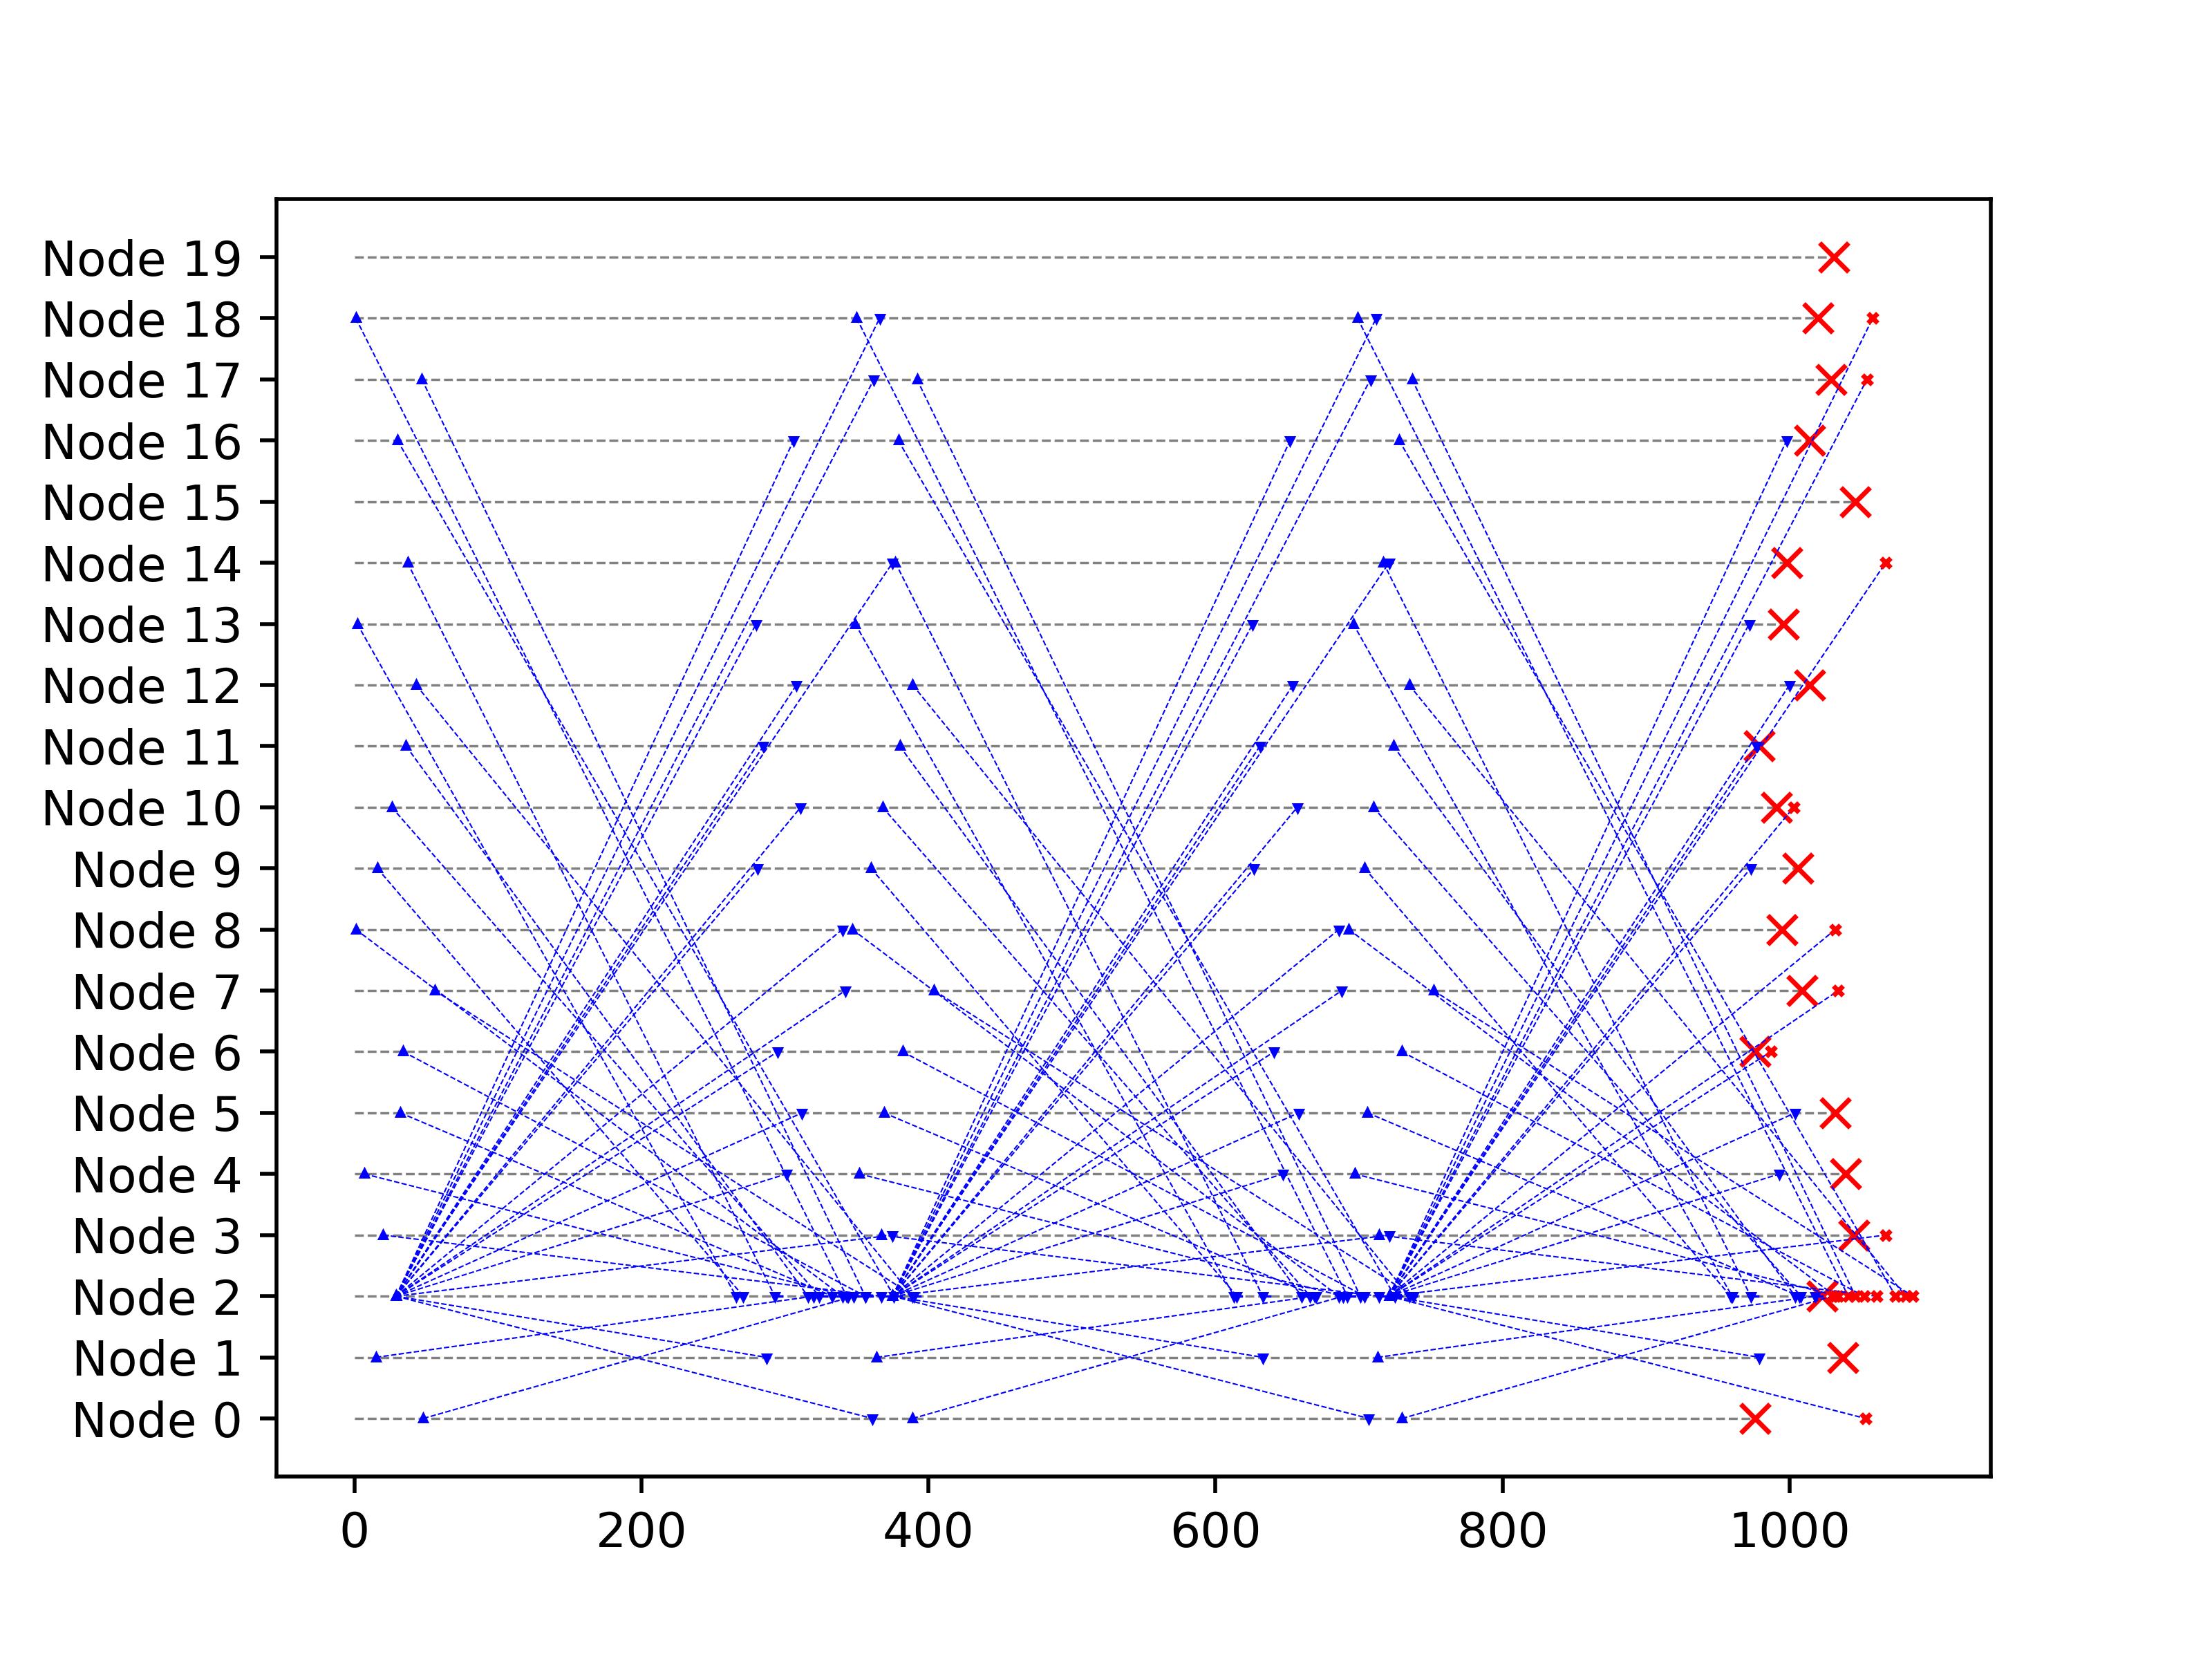 Node 19
Node 18
Node 17
Node 16
Node 15
Node 14
Node 13
Node 12
Node 11
Node 10
Node 9
Node 8
Node 7
Node 6
Node 5
Node 4
Node 3
Node 2
Node 1
Node 0
0 200 400 600 800 1000